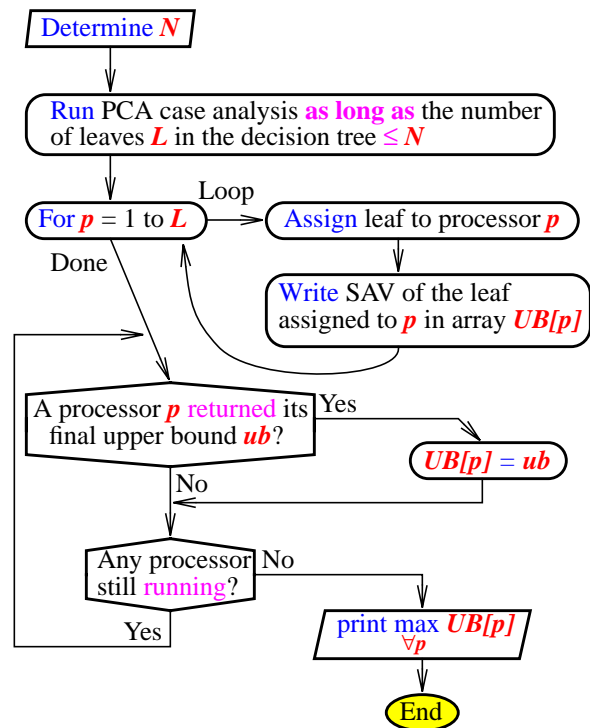 Determine N
Run PCA case analysis as long as the number
of leaves L in the decision tree ≤ N
Loop
For p = 1 to L
Assign leaf to processor p
Done
Write SAV of the leaf
assigned to p in array UB[p]
A processor p returned its
final upper bound ub?
Yes
UB[p] = ub
No
Any processor
still running?
No
Yes
print max UB[p]
∀p
End